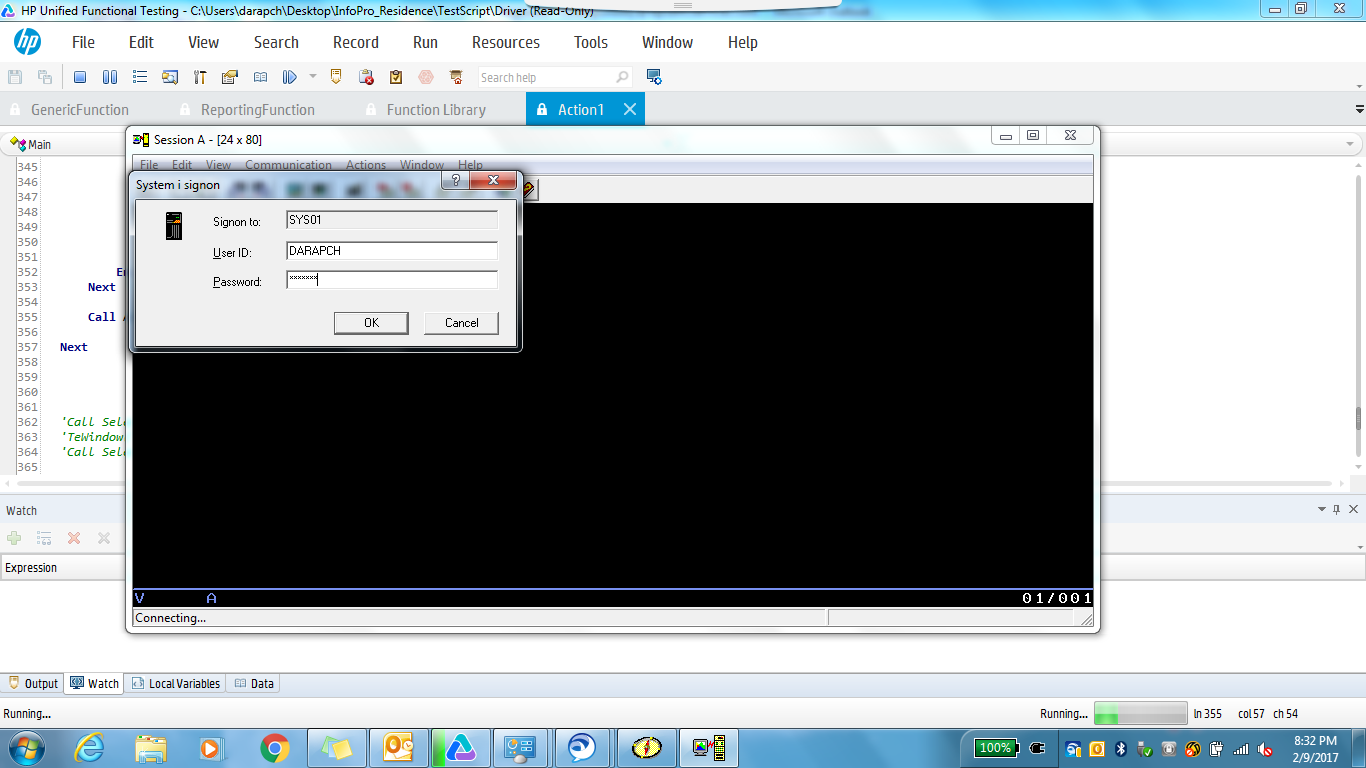 HP Unified Functional Testing - C:\Users\darapch\Desktop\InfoPro_Residence\TestScript\Driver (Read-Only)
hp File Edit View Search Record Run Resources Tools Window Help
Search help
GenericFunction ReportingFunction Function Library Action1
Main
Session A - [24 x 80]
File Edit View Communication Actions Window Help
System i signon
Signon to: SYS01
User ID: DARAPCH
Password: *******
OK Cancel
345
346
347
348
349
350
351
352 En
353 Next
354
355 Call
356
357 Next
358
359
360
361
362 'Call Sel
363 'TeWindow
364 'Call Sel
365
V A 01/001
Connecting...
Watch
Expression
Output Watch Local Variables Data
Running... Running... ln 355 col 57 ch 54
100% 8:32 PM
2/9/2017